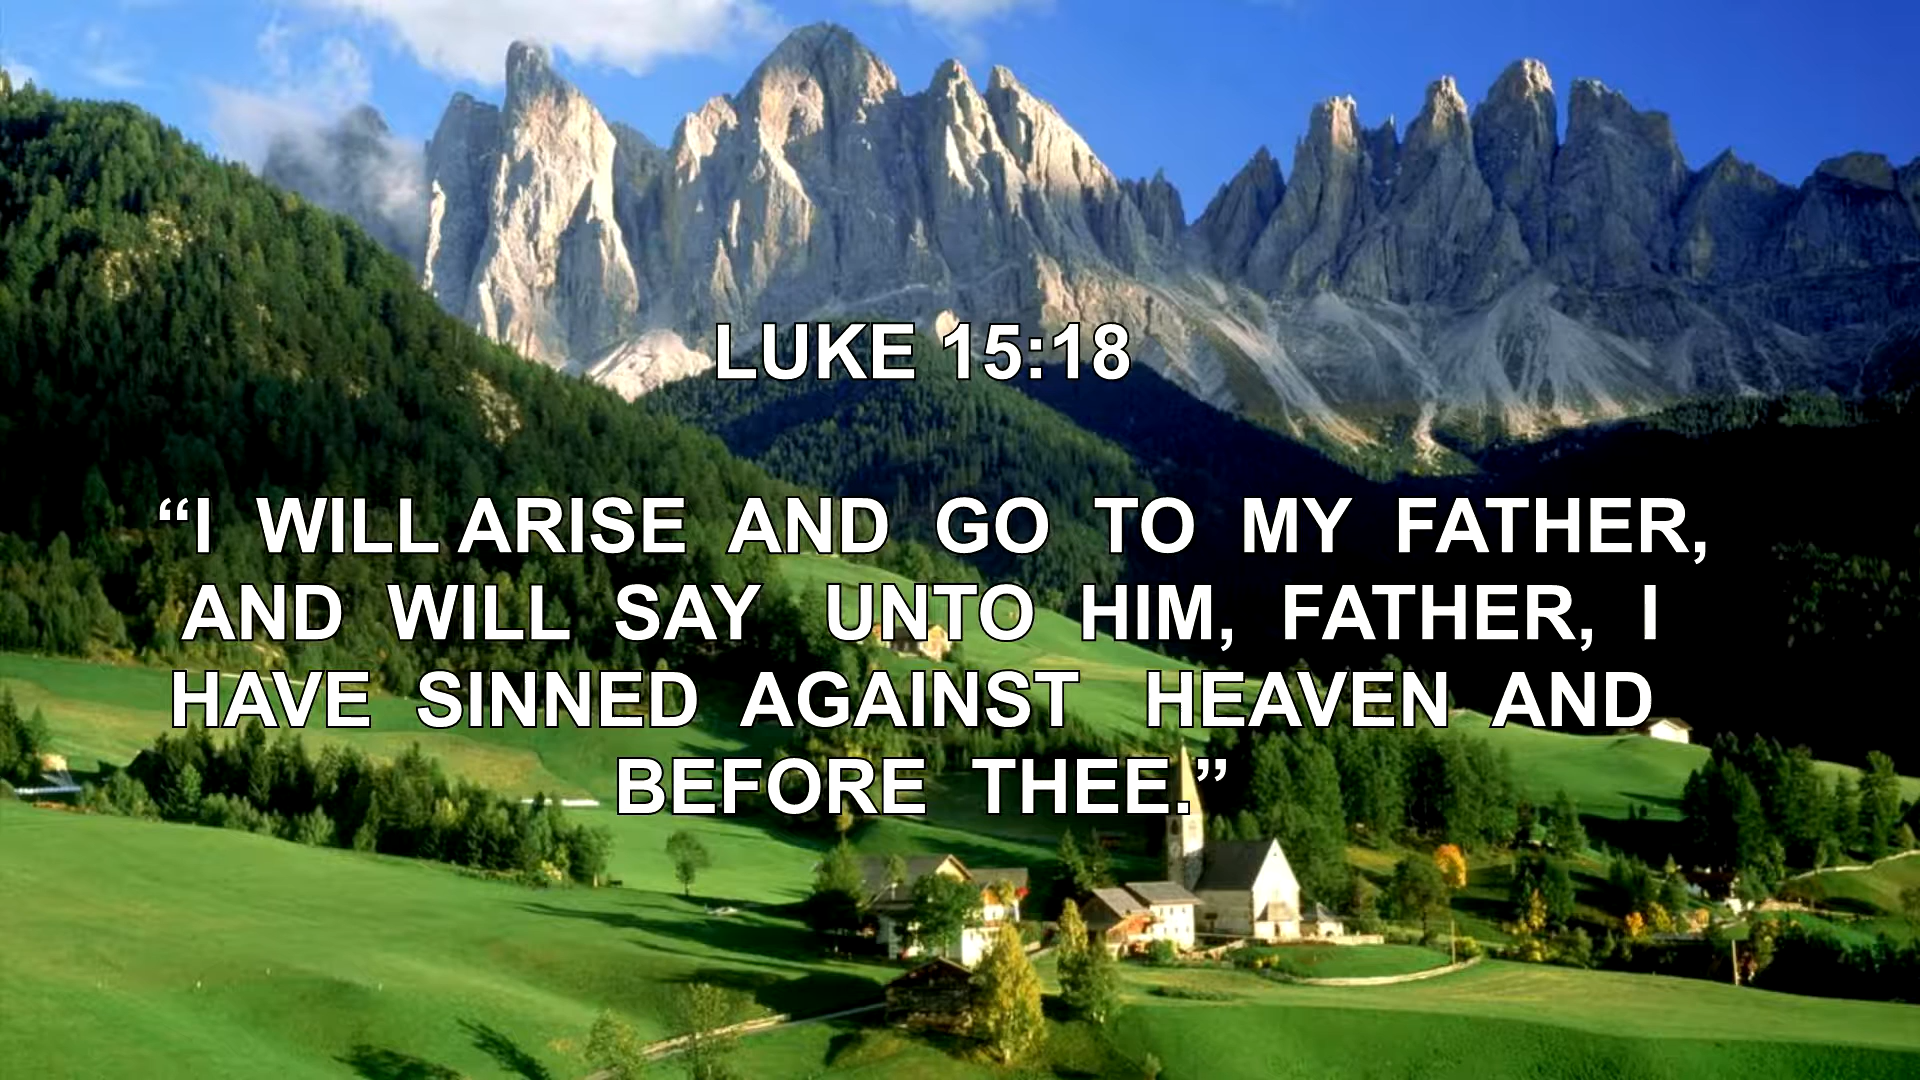 LUKE 15:18
“I WILL ARISE AND GO TO MY FATHER,
AND WILL SAY UNTO HIM, FATHER, I
HAVE SINNED AGAINST HEAVEN AND
BEFORE THEE.”